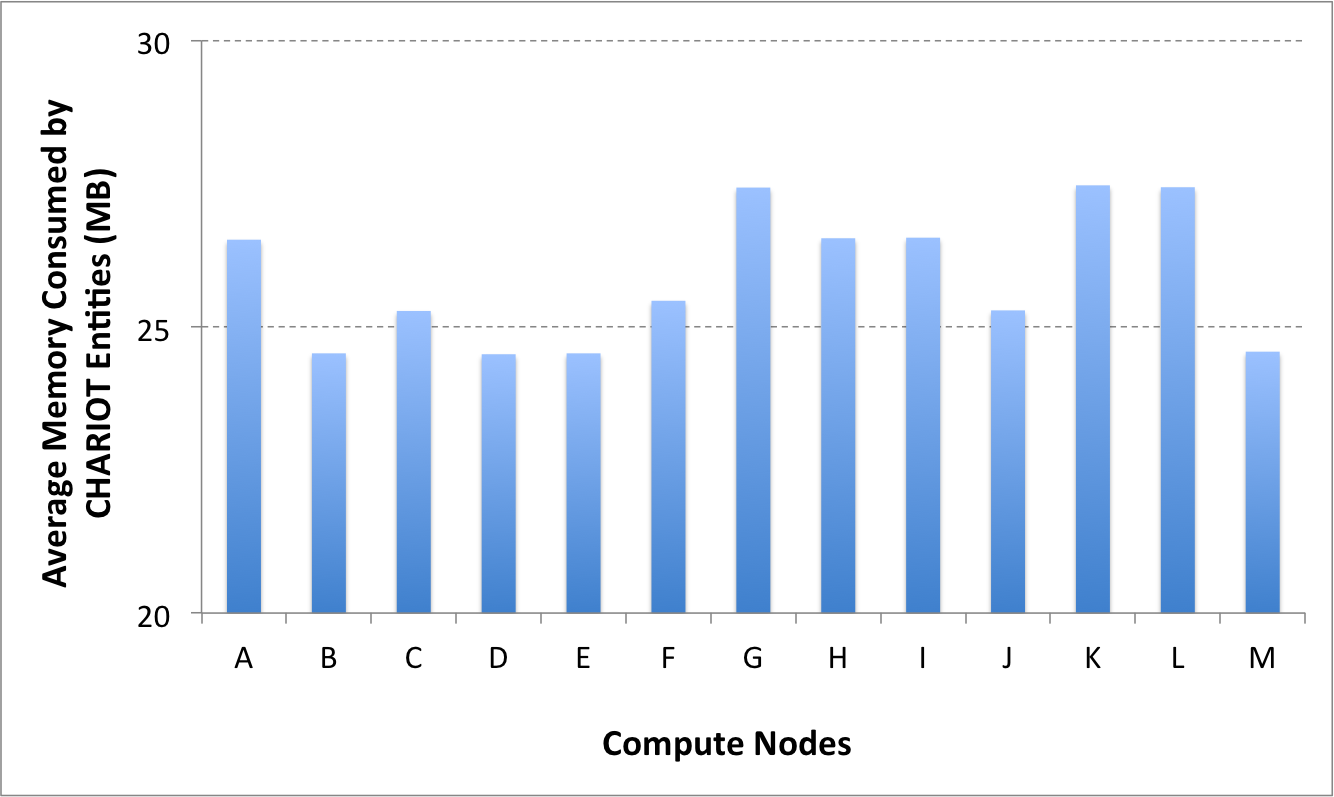 Average Memory Consumed by
CHARIOT Entities (MB)
30
25
20
A B C D E F G H I J K L M
Compute Nodes